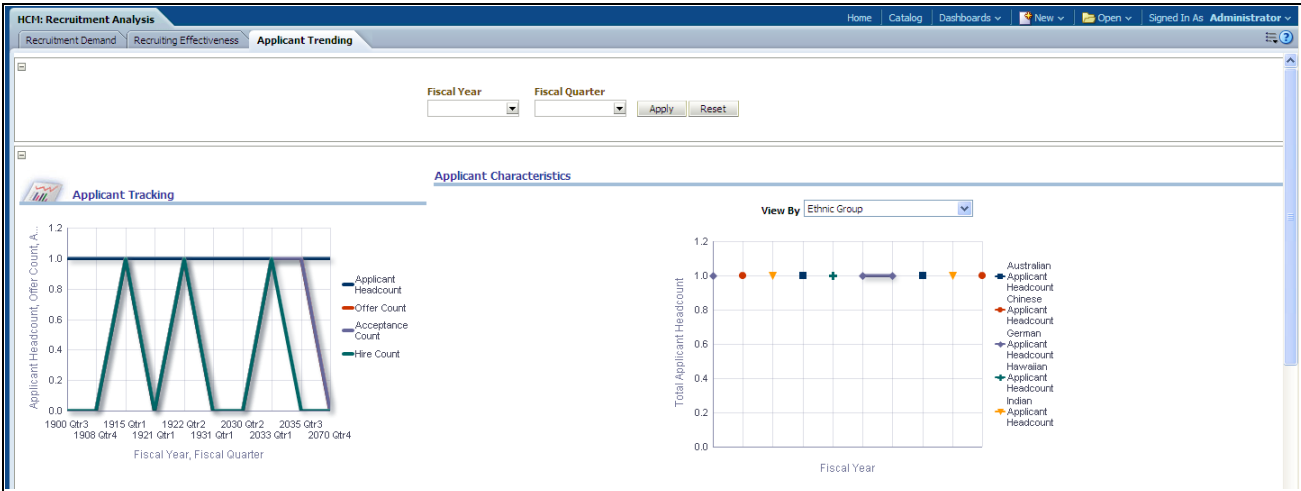 HCM: Recruitment Analysis
Home Catalog Dashboards New Open Signed In As Administrator
Recruitment Demand Recruiting Effectiveness Applicant Trending
Fiscal Year Fiscal Quarter
Apply Reset
Applicant Tracking
Applicant Headcount, Offer Count, A...
1.2
1.0
0.8
0.6
0.4
0.2
0.0
1900 Qtr3 1915 Qtr1 1922 Qtr2 2030 Qtr2 2035 Qtr3
1908 Qtr4 1921 Qtr1 1931 Qtr1 2033 Qtr1 2070 Qtr4
Fiscal Year, Fiscal Quarter
Applicant
Headcount
Offer Count
Acceptance
Count
Hire Count
Applicant Characteristics
View By Ethnic Group
Total Applicant Headcount
1.2
1.0
0.8
0.6
0.4
0.2
0.0
Fiscal Year
Australian
Applicant
Headcount
Chinese
Applicant
Headcount
German
Applicant
Headcount
Hawaiian
Applicant
Headcount
Indian
Applicant
Headcount